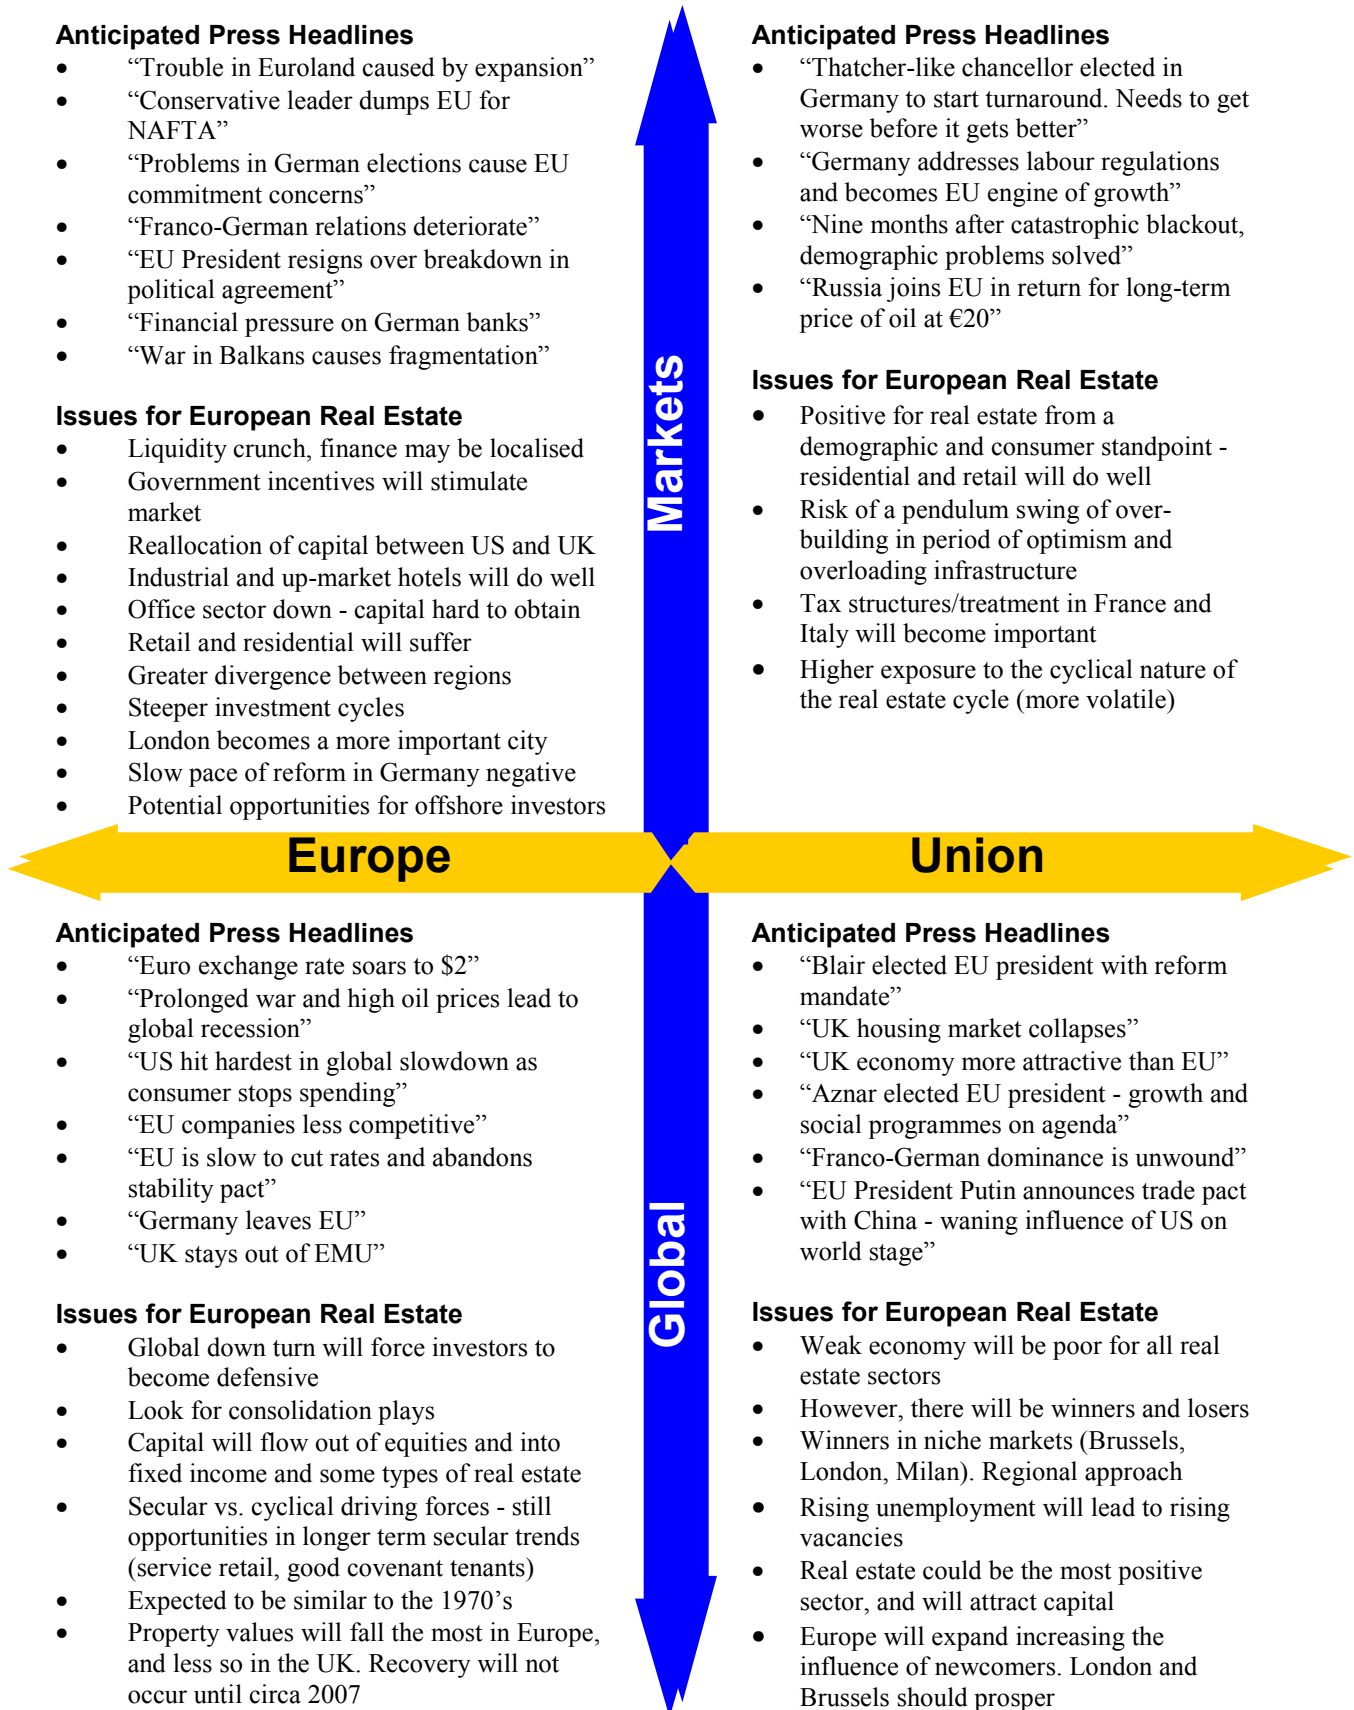 Anticipated Press Headlines
• “Trouble in Euroland caused by expansion”
• “Conservative leader dumps EU for
NAFTA”
• “Problems in German elections cause EU
commitment concerns”
• “Franco-German relations deteriorate”
• “EU President resigns over breakdown in
political agreement”
• “Financial pressure on German banks”
• “War in Balkans causes fragmentation”
Issues for European Real Estate
• Liquidity crunch, finance may be localised
• Government incentives will stimulate
market
• Reallocation of capital between US and UK
• Industrial and up-market hotels will do well
• Office sector down - capital hard to obtain
• Retail and residential will suffer
• Greater divergence between regions
• Steeper investment cycles
• London becomes a more important city
• Slow pace of reform in Germany negative
• Potential opportunities for offshore investors
Markets
Anticipated Press Headlines
• “Thatcher-like chancellor elected in
Germany to start turnaround. Needs to get
worse before it gets better”
• “Germany addresses labour regulations
and becomes EU engine of growth”
• “Nine months after catastrophic blackout,
demographic problems solved”
• “Russia joins EU in return for long-term
price of oil at €20”
Issues for European Real Estate
• Positive for real estate from a
demographic and consumer standpoint -
residential and retail will do well
• Risk of a pendulum swing of over-
building in period of optimism and
overloading infrastructure
• Tax structures/treatment in France and
Italy will become important
• Higher exposure to the cyclical nature of
the real estate cycle (more volatile)
Europe
Union
Anticipated Press Headlines
• “Euro exchange rate soars to $2”
• “Prolonged war and high oil prices lead to
global recession”
• “US hit hardest in global slowdown as
consumer stops spending”
• “EU companies less competitive”
• “EU is slow to cut rates and abandons
stability pact”
• “Germany leaves EU”
• “UK stays out of EMU”
Issues for European Real Estate
• Global down turn will force investors to
become defensive
• Look for consolidation plays
• Capital will flow out of equities and into
fixed income and some types of real estate
• Secular vs. cyclical driving forces - still
opportunities in longer term secular trends
(service retail, good covenant tenants)
• Expected to be similar to the 1970’s
• Property values will fall the most in Europe,
and less so in the UK. Recovery will not
occur until circa 2007
Global
Anticipated Press Headlines
• “Blair elected EU president with reform
mandate”
• “UK housing market collapses”
• “UK economy more attractive than EU”
• “Aznar elected EU president - growth and
social programmes on agenda”
• “Franco-German dominance is unwound”
• “EU President Putin announces trade pact
with China - waning influence of US on
world stage”
Issues for European Real Estate
• Weak economy will be poor for all real
estate sectors
• However, there will be winners and losers
• Winners in niche markets (Brussels,
London, Milan). Regional approach
• Rising unemployment will lead to rising
vacancies
• Real estate could be the most positive
sector, and will attract capital
• Europe will expand increasing the
influence of newcomers. London and
Brussels should prosper